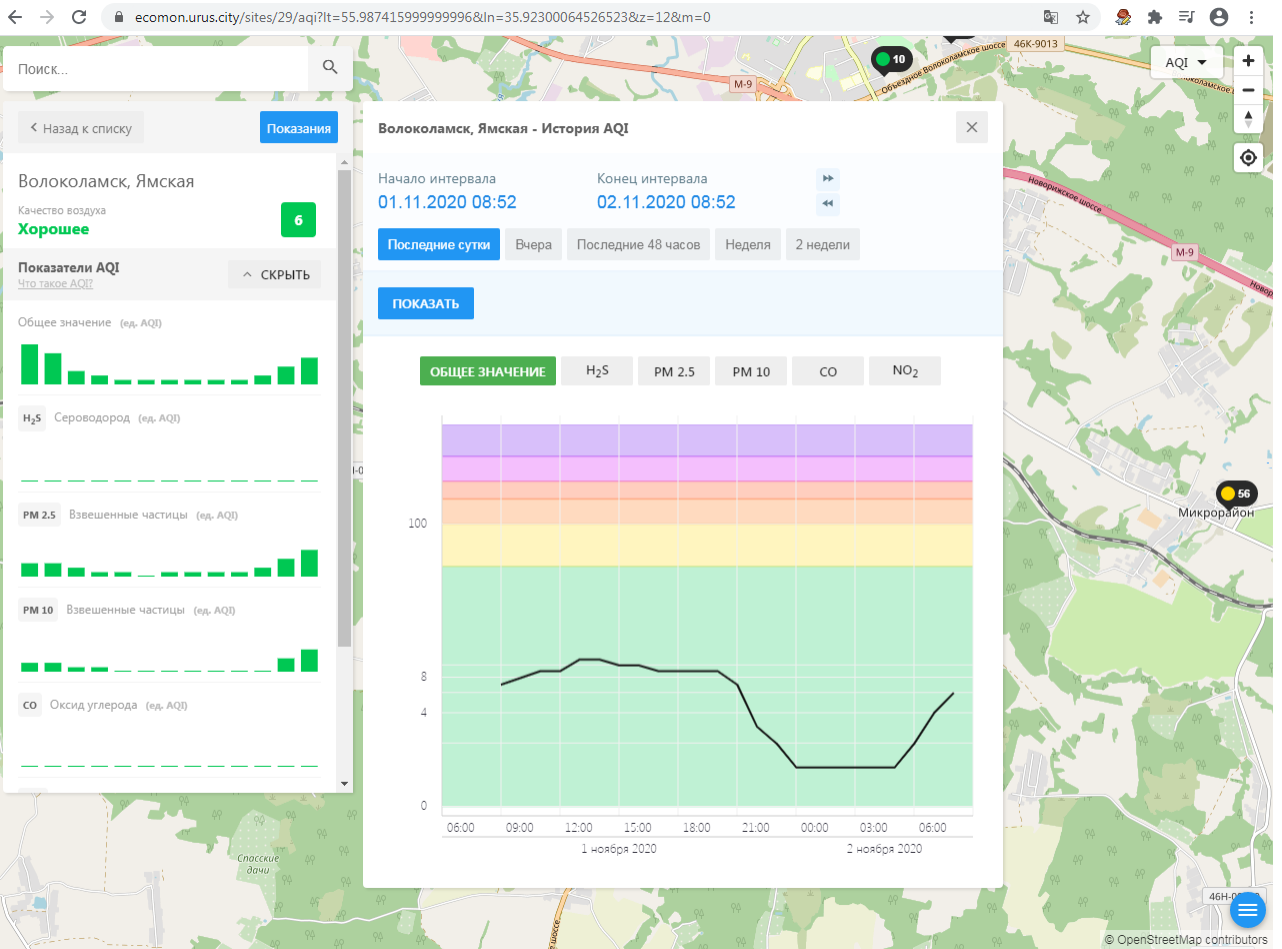 ecomon.urus.city/sites/29/aqi?lt=55.987415999999996&ln=35.92300064526523&z=12&m=0
Поиск...
Назад к списку
Показания
Волоколамск, Ямская
Качество воздуха
Хорошее
6
Показатели AQI
Что такое AQI?
СКРЫТЬ
Общее значение (ед. AQI)
H2S Сероводород (ед. AQI)
PM 2.5 Взвешенные частицы (ед. AQI)
PM 10 Взвешенные частицы (ед. AQI)
CO Оксид углерода (ед. AQI)
Волоколамск, Ямская - История AQI
Начало интервала
01.11.2020 08:52
Конец интервала
02.11.2020 08:52
Последние сутки
Вчера
Последние 48 часов
Неделя
2 недели
ПОКАЗАТЬ
ОБЩЕЕ ЗНАЧЕНИЕ
H2S
PM 2.5
PM 10
CO
NO2
100
8
4
0
06:00 09:00 12:00 15:00 18:00 21:00 00:00 03:00 06:00
1 ноября 2020
2 ноября 2020
M-9
10
Объездное Волоколамское шоссе
46К-9013
AQI
Новорижское шоссе
M-9
56
Микрорайон
Спасские
дачи
© OpenStreetMap contributors